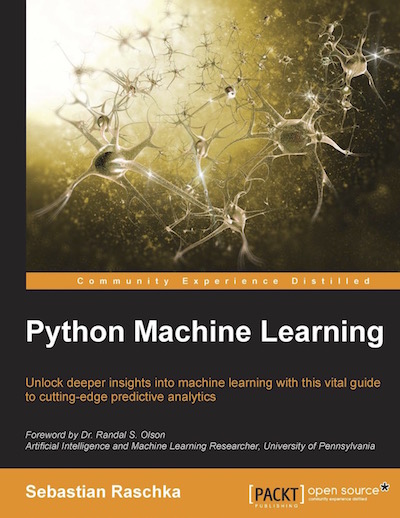 Community Experience Distilled
Python Machine Learning
Unlock deeper insights into machine learning with this vital guide
to cutting-edge predictive analytics
Foreword by Dr. Randal S. Olson
Artificial Intelligence and Machine Learning Researcher, University of Pennsylvania
Sebastian Raschka
[PACKT] open source*
PUBLISHING community experience distilled